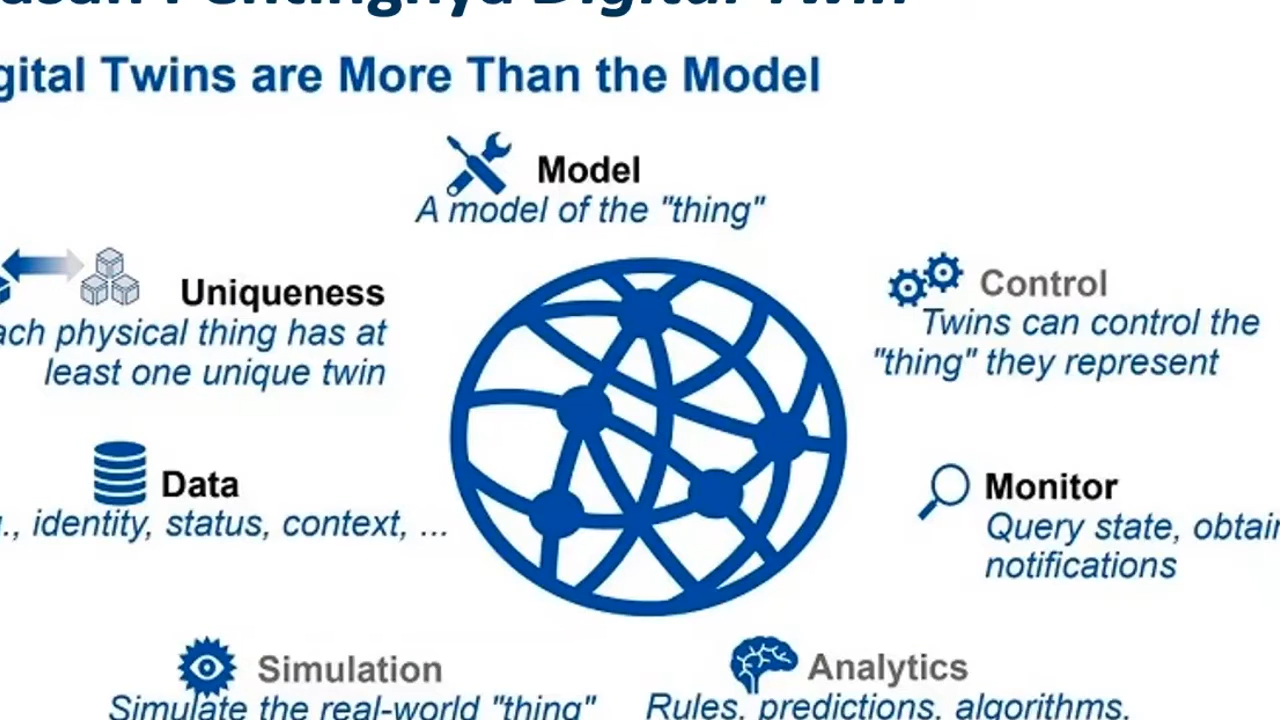 Digital Twin
Twins are More Than the Model
Model
A model of the "thing"
Uniqueness
physical thing has at
least one unique twin
Control
Twins can control the
"thing" they represent
Data
identity, status, context, ...
Monitor
Query state, obtain
notifications
Simulation
Simulate the real-world "thing"
Analytics
Rules, predictions, algorithms,